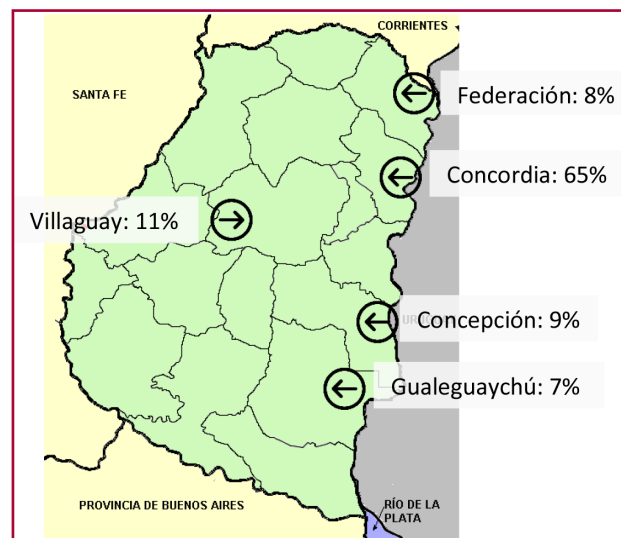 CORRIENTES
SANTA FE
Federación: 8%
Concordia: 65%
Villaguay: 11%
Concepción: 9%
Gualeguaychú: 7%
PROVINCIA DE BUENOS AIRES
RÍO DE LA
PLATA